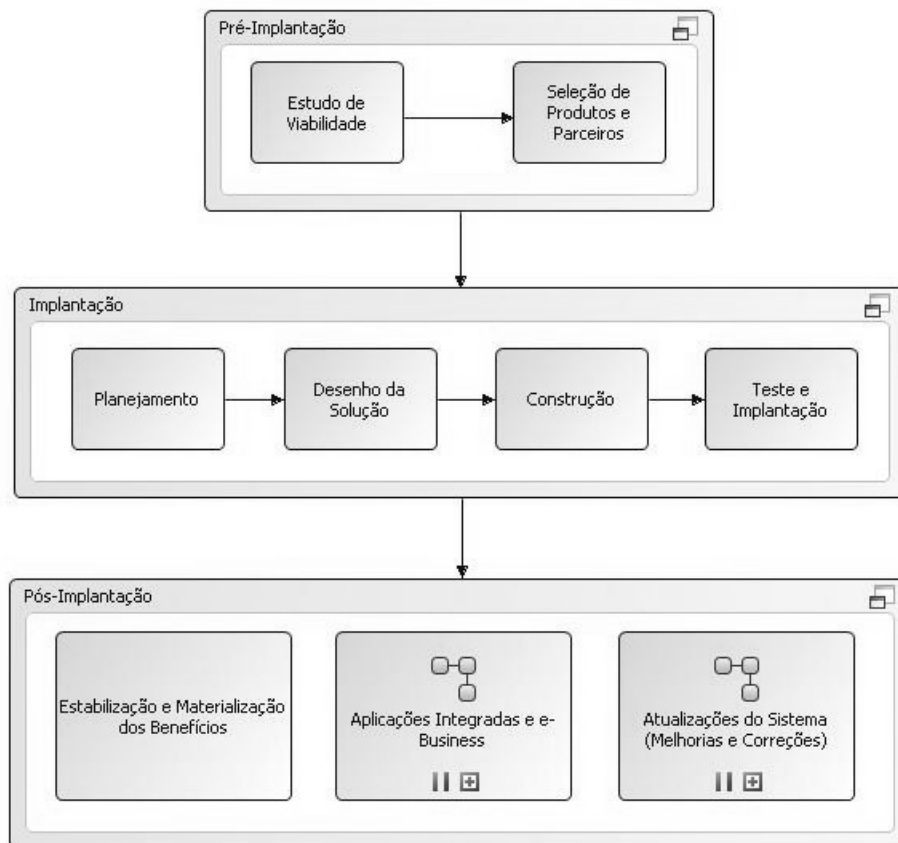 Pré-Implantação
Estudo de
Viabilidade
Seleção de
Produtos e
Parceiros
Implantação
Planejamento
Desenho da
Solução
Construção
Teste e
Implantação
Pós-Implantação
Estabilização e Materialização
dos Benefícios
Aplicações Integradas e e-
Business
Atualizações do Sistema
(Melhorias e Correções)